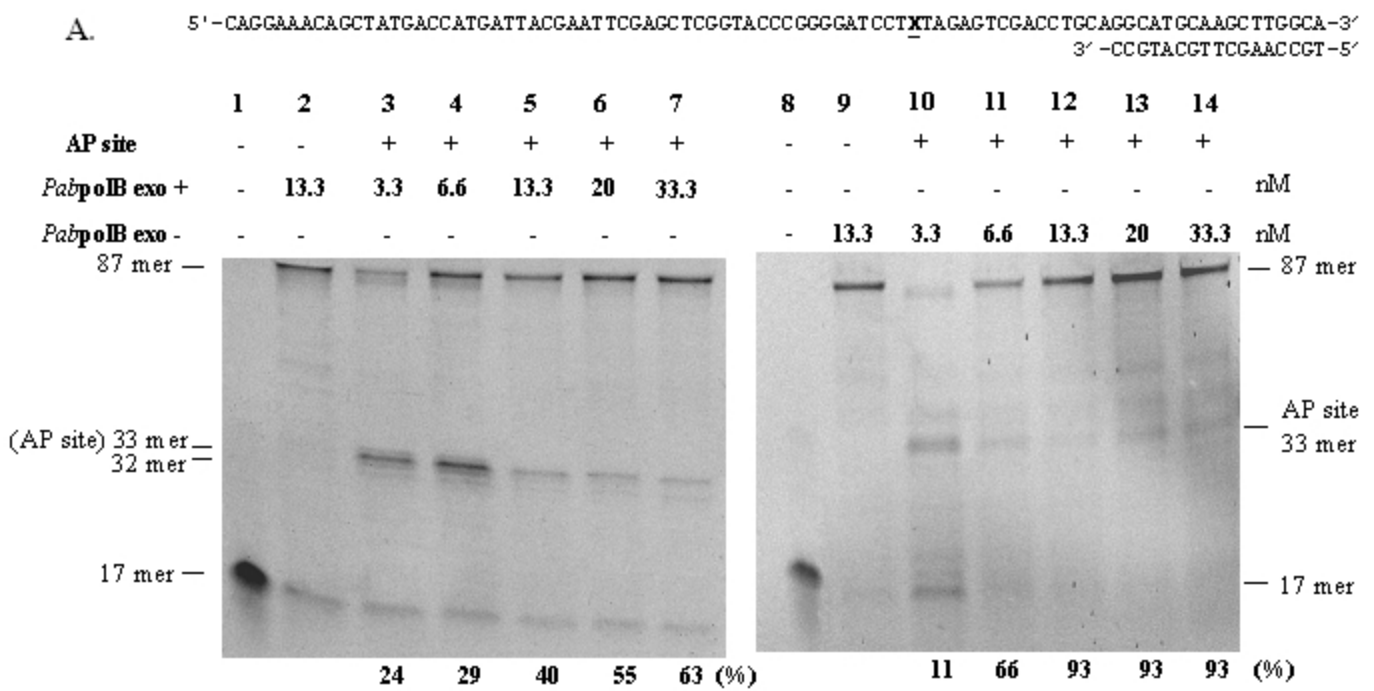 A.
5'-CAGGAAACAGCTATGACCATGATTACGAATTCGAGCTCGGTACCCGGGGATCCTXTAGAGTCGACCTGCAGGCATGCAAGCTTGGCA-3'
3'-CCGTACGTTCGAACCGT-5'
1 2 3 4 5 6 7 8 9 10 11 12 13 14
AP site - - + + + + + - - + + + + +
PabpolB exo + - 13.3 3.3 6.6 13.3 20 33.3 - - - - - - - nM
PabpolB exo - - - - - - - - - 13.3 3.3 6.6 13.3 20 33.3 nM
87 mer
87 mer
(AP site) 33 mer
32 mer
AP site
33 mer
17 mer
17 mer
24 29 40 55 63 (%) 11 66 93 93 93 (%)